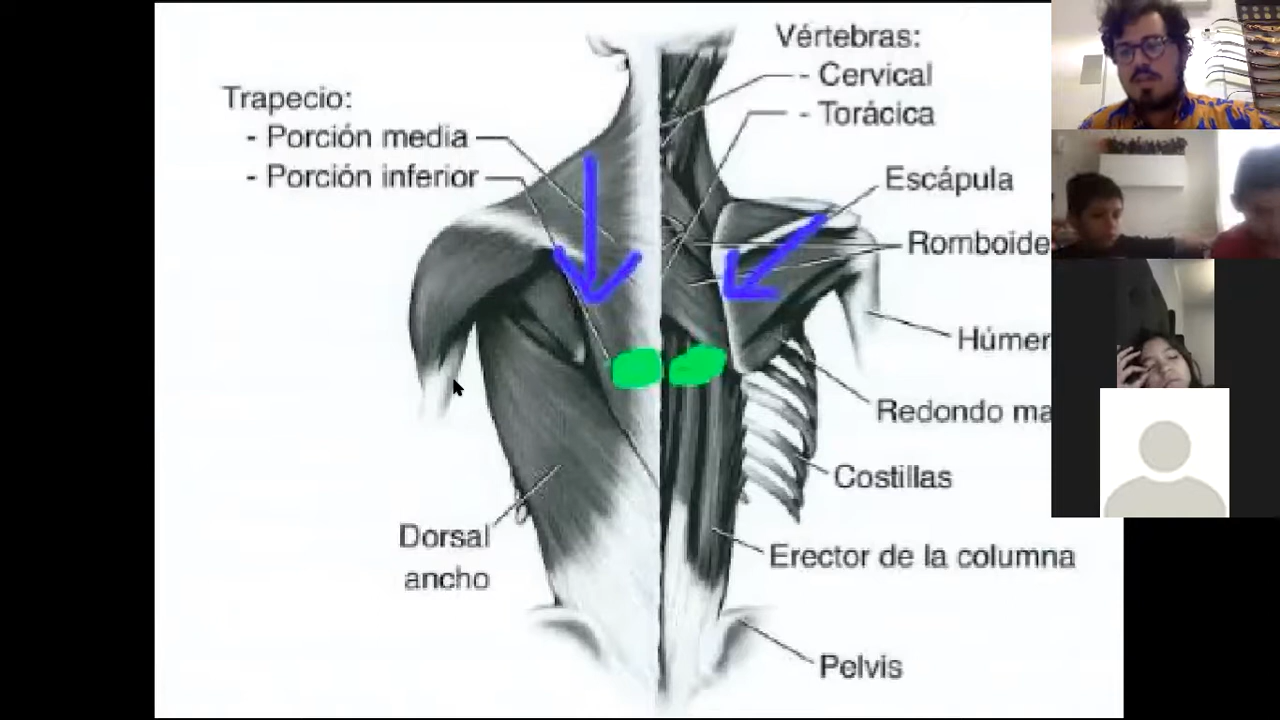 Trapecio:
- Porción media
- Porción inferior
Vértebras:
- Cervical
- Torácica
Escápula
Romboide
Húmer
Redondo ma
Costillas
Dorsal
ancho
Erector de la columna
Pelvis